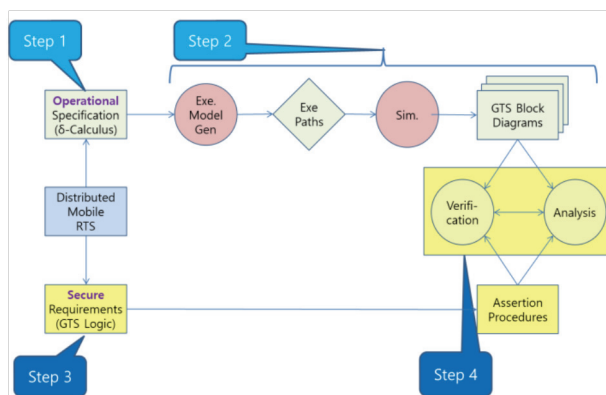 Step 1
Step 2
Operational
Specification
(δ-Calculus)
Exe.
Model
Gen
Exe
Paths
Sim.
GTS Block
Diagrams
Distributed
Mobile
RTS
Verifi-
cation
Analysis
Secure
Requirements
(GTS Logic)
Assertion
Procedures
Step 3
Step 4